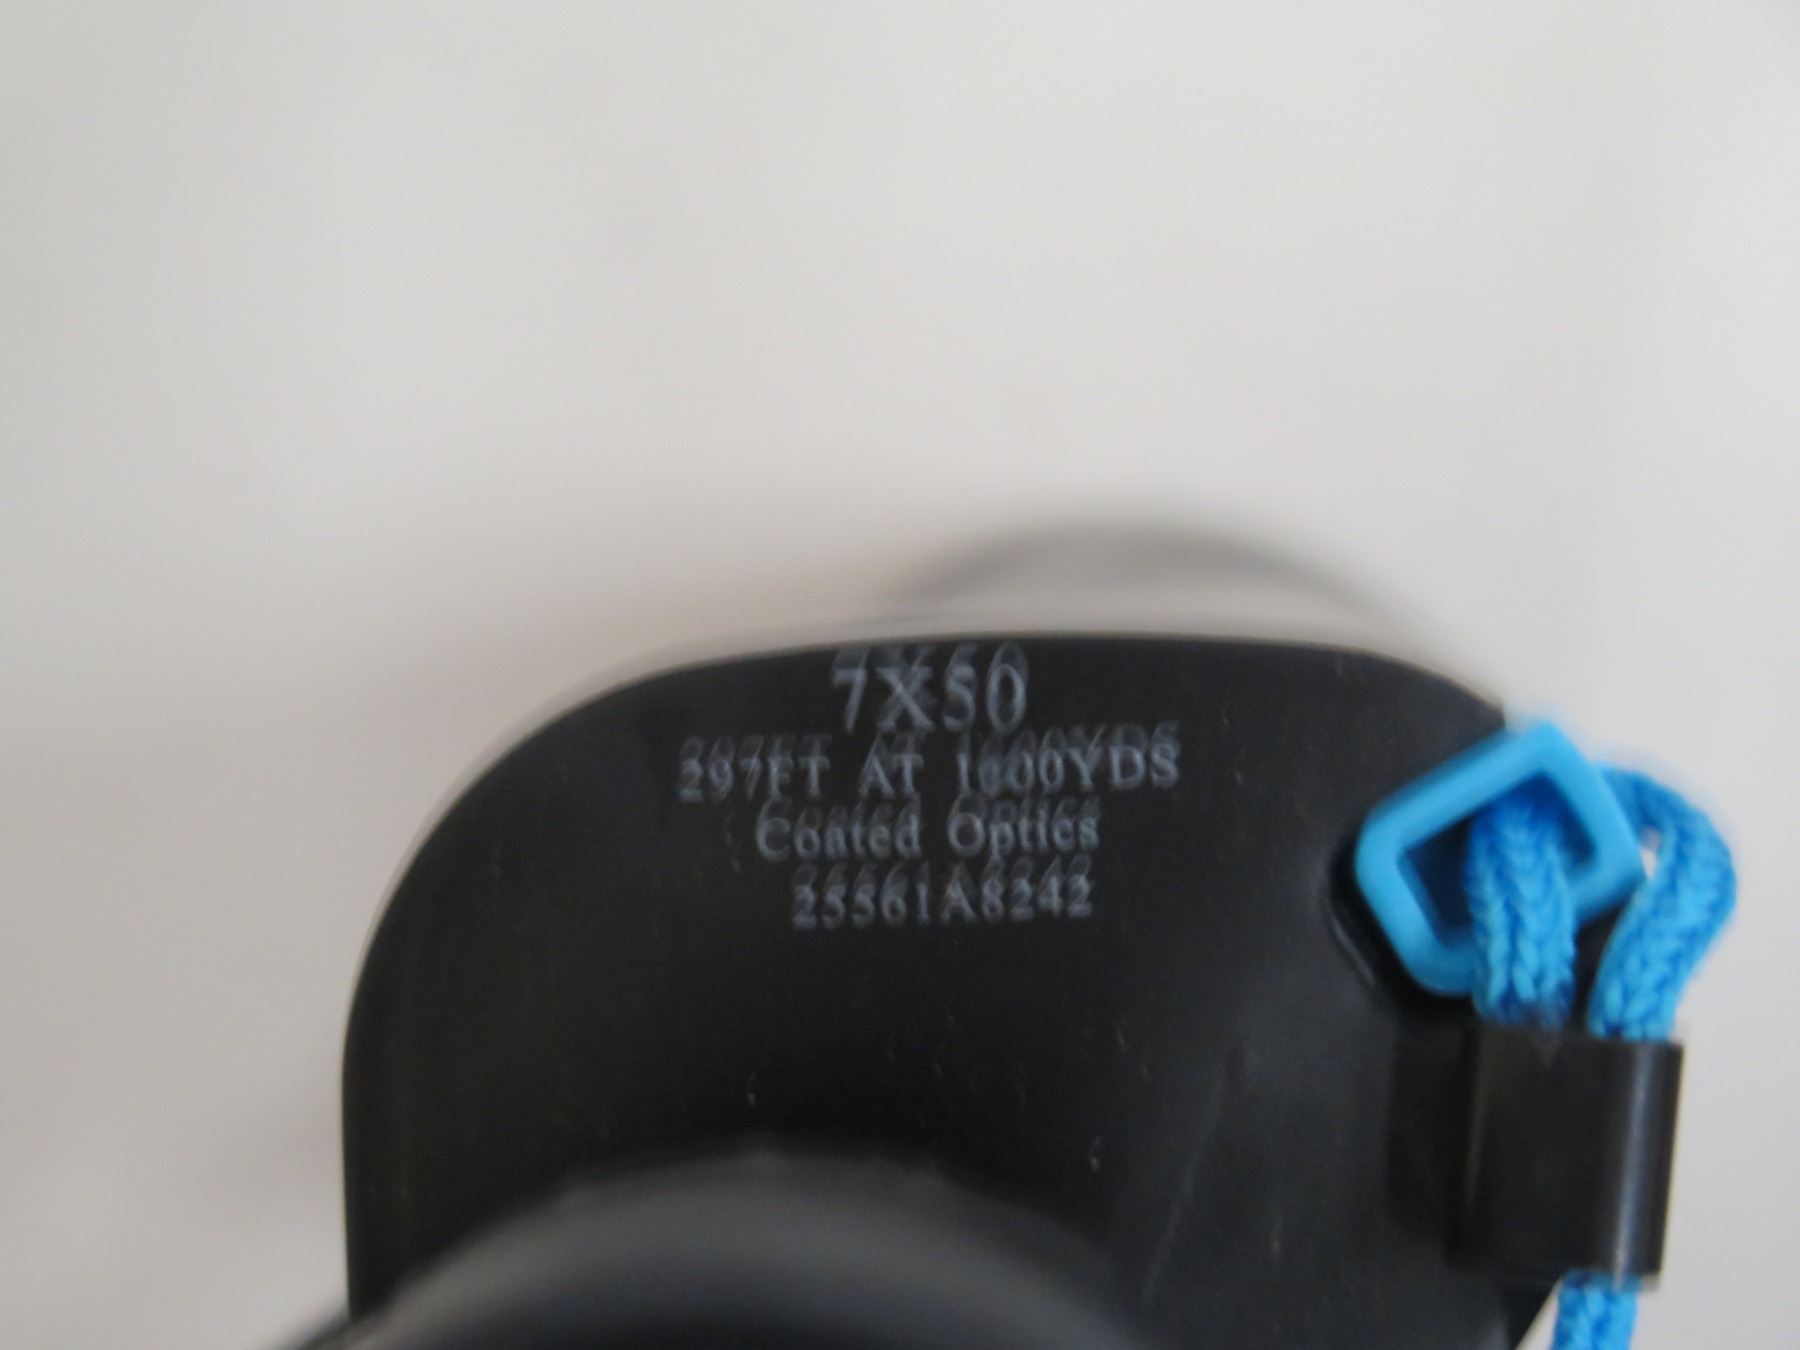 7X50
297FT AT 1000YDS
Coated Optics
25561A8242